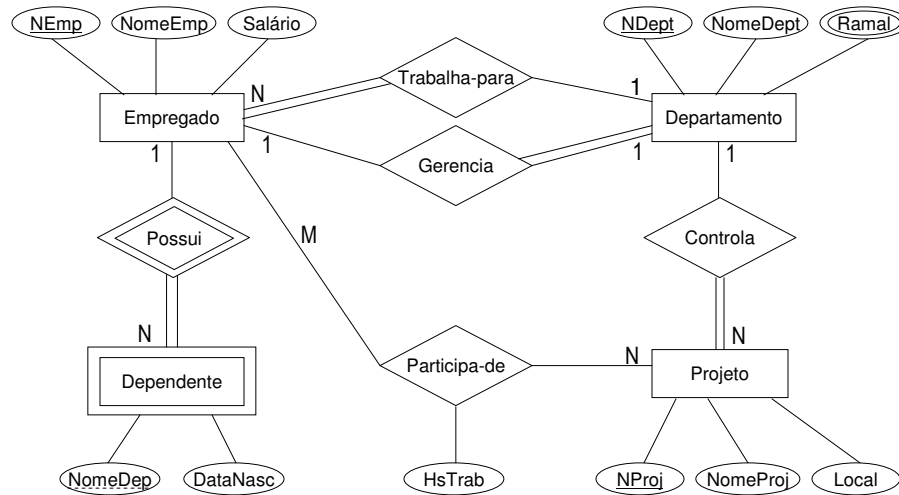 NEmp NomeEmp Salário NDept NomeDept Ramal
N Trabalha-para 1
Empregado Departamento
1 1 Gerencia 1 1
Possui M Controla
N N
Dependente Participa-de N Projeto
NomeDep DataNasc HsTrab NProj NomeProj Local